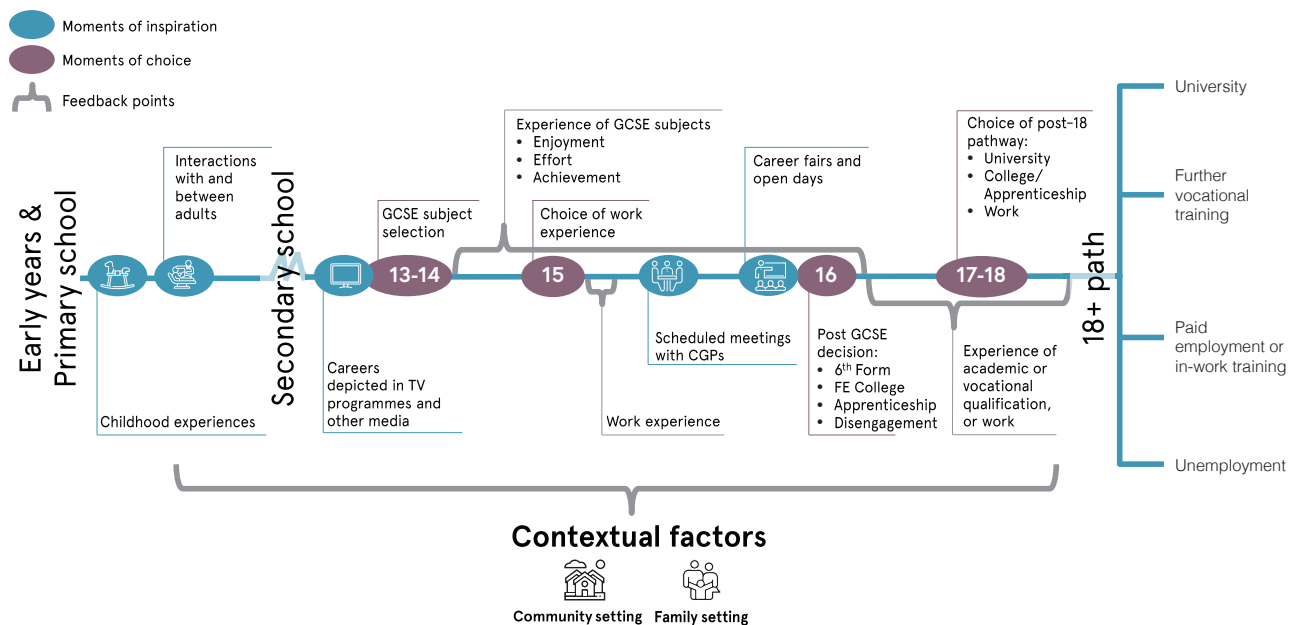 Moments of inspiration
Moments of choice
Feedback points
Early years &
Primary school
Interactions
with and
between
adults
Childhood experiences
Secondary school
Careers
depicted in TV
programmes and
other media
GCSE subject
selection
13-14
Experience of GCSE subjects
• Enjoyment
• Effort
• Achievement
Choice of work
experience
15
Work experience
Scheduled meetings
with CGPs
Career fairs and
open days
16
Post GCSE
decision:
• 6th Form
• FE College
• Apprenticeship
• Disengagement
Choice of post-18
pathway:
• University
• College/
Apprenticeship
• Work
17-18
Experience of
academic or
vocational
qualification,
or work
18+ path
University
Further
vocational
training
Paid
employment or
in-work training
Unemployment
Contextual factors
Community setting
Family setting